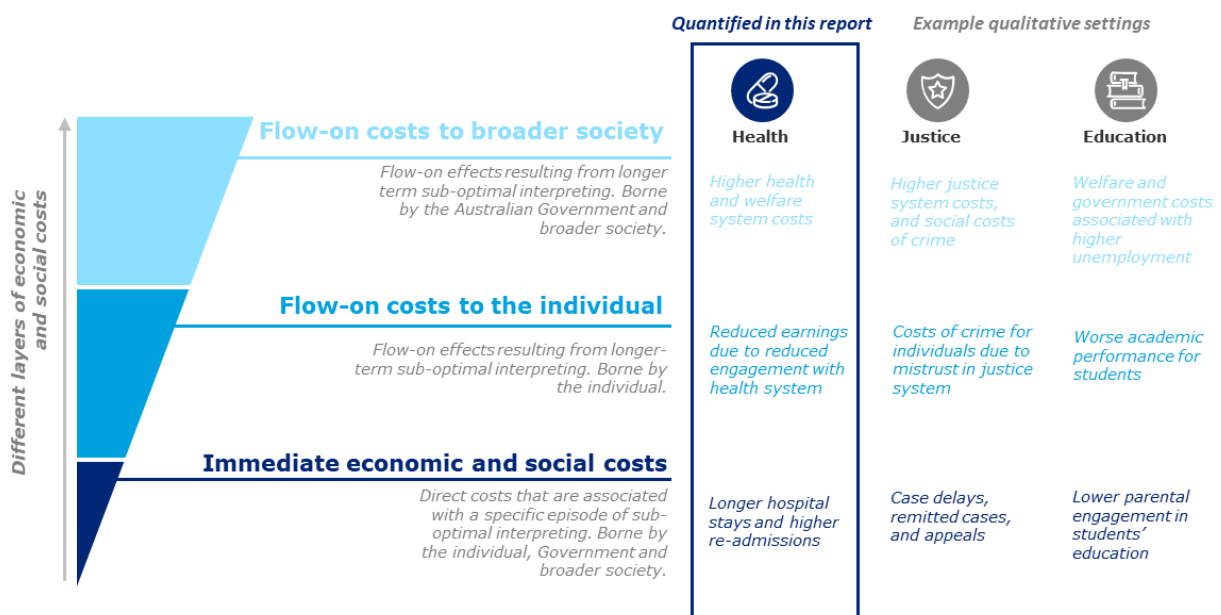 Quantified in this report
Example qualitative settings
Health
Justice
Education
Different layers of economic
and social costs
Flow-on costs to broader society
Flow-on effects resulting from longer
term sub-optimal interpreting. Borne
by the Australian Government and
broader society.
Higher health
and welfare
system costs
Higher justice
system costs,
and social costs
of crime
Welfare and
government costs
associated with
higher
unemployment
Flow-on costs to the individual
Flow-on effects resulting from longer-
term sub-optimal interpreting. Borne by
the individual.
Reduced earnings
due to reduced
engagement with
health system
Costs of crime for
individuals due to
mistrust in justice
system
Worse academic
performance for
students
Immediate economic and social costs
Direct costs that are associated
with a specific episode of sub-
optimal interpreting. Borne by
the individual, Government and
broader society.
Longer hospital
stays and higher
re-admissions
Case delays,
remitted cases,
and appeals
Lower parental
engagement in
students’
education